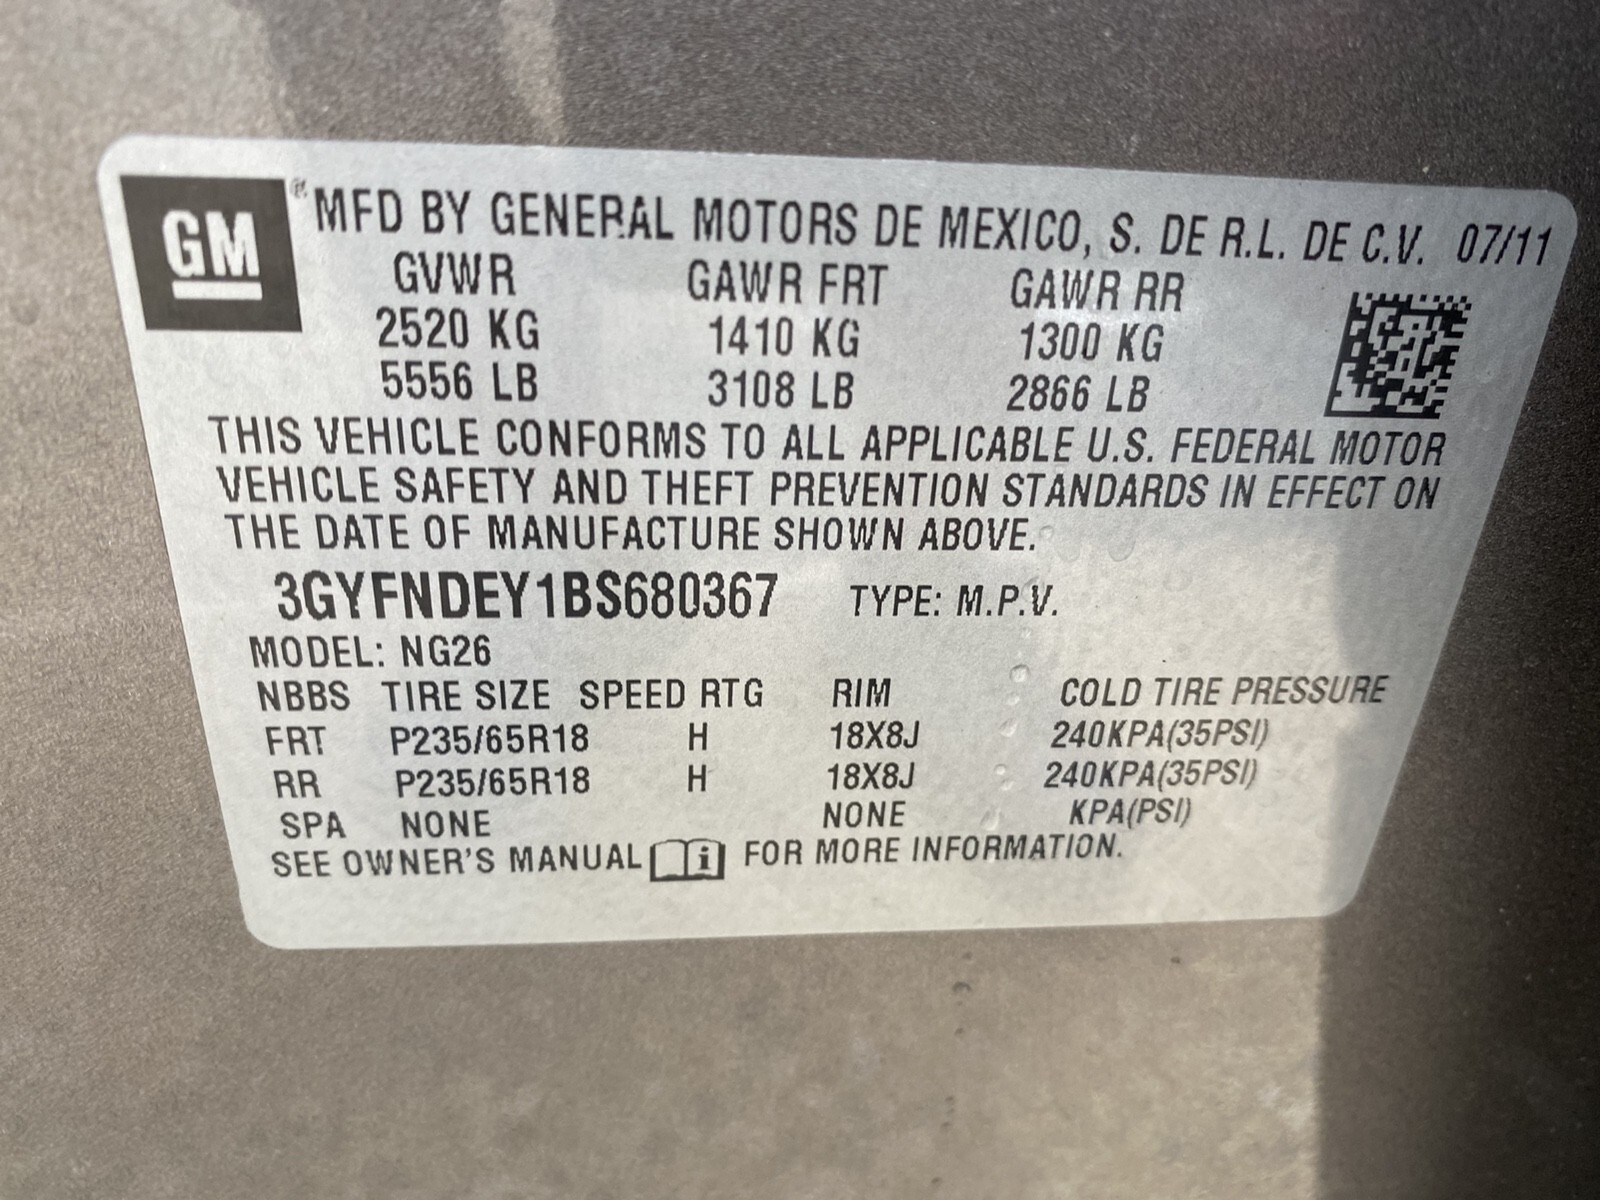 GM ® MFD BY GENERAL MOTORS DE MEXICO, S. DE R.L. DE C.V. 07/11
GVWR GAWR FRT GAWR RR
2520 KG 1410 KG 1300 KG
5556 LB 3108 LB 2866 LB
THIS VEHICLE CONFORMS TO ALL APPLICABLE U.S. FEDERAL MOTOR
VEHICLE SAFETY AND THEFT PREVENTION STANDARDS IN EFFECT ON
THE DATE OF MANUFACTURE SHOWN ABOVE.
3GYFNDEY1BS680367 TYPE: M.P.V.
MODEL: NG26
NBBS TIRE SIZE SPEED RTG RIM COLD TIRE PRESSURE
FRT P235/65R18 H 18X8J 240KPA(35PSI)
RR P235/65R18 H 18X8J 240KPA(35PSI)
SPA NONE NONE KPA(PSI)
SEE OWNER'S MANUAL i FOR MORE INFORMATION.